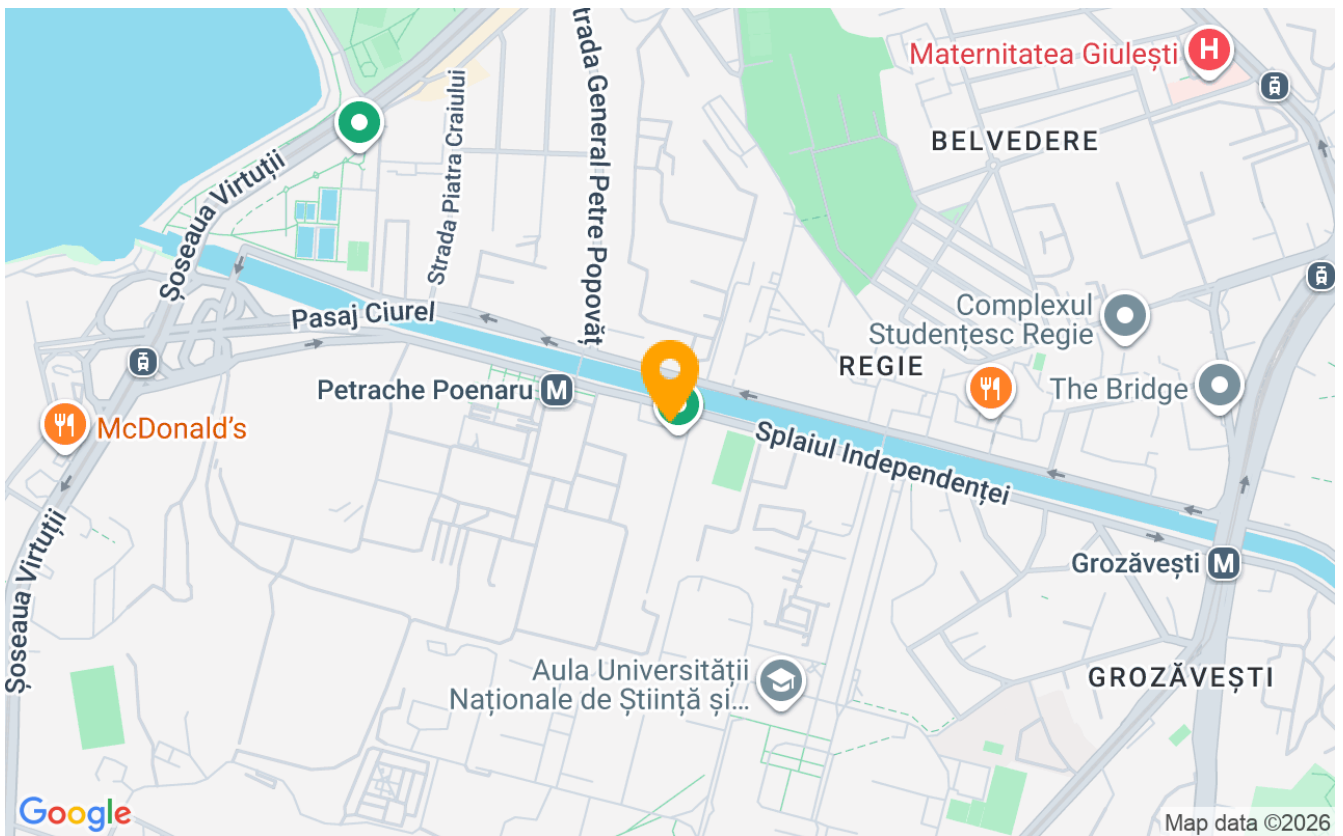 Maternitatea Giulești
H
BELVEDERE
trada General Petre Popovăț
Strada Piatra Craiului
Șoseaua Virtuții
Pasaj Ciurel
Complexul
Studențesc Regie
REGIE
The Bridge
Petrache Poenaru
M
McDonald's
Splaiul Independenței
Grozăvești
M
Șoseaua Virtuții
Aula Universității
Naționale de Știință și...
GROZĂVEȘTI
Google
Map data ©2026